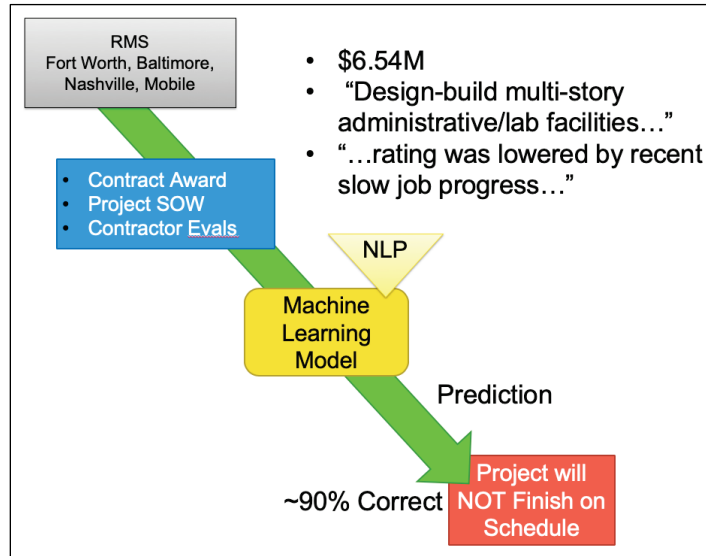 RMS
Fort Worth, Baltimore,
Nashville, Mobile
• $6.54M
• “Design-build multi-story
administrative/lab facilities…”
• “…rating was lowered by recent
slow job progress…”
• Contract Award
• Project SOW
• Contractor Evals
NLP
Machine
Learning
Model
Prediction
~90% Correct
Project will
NOT Finish on
Schedule